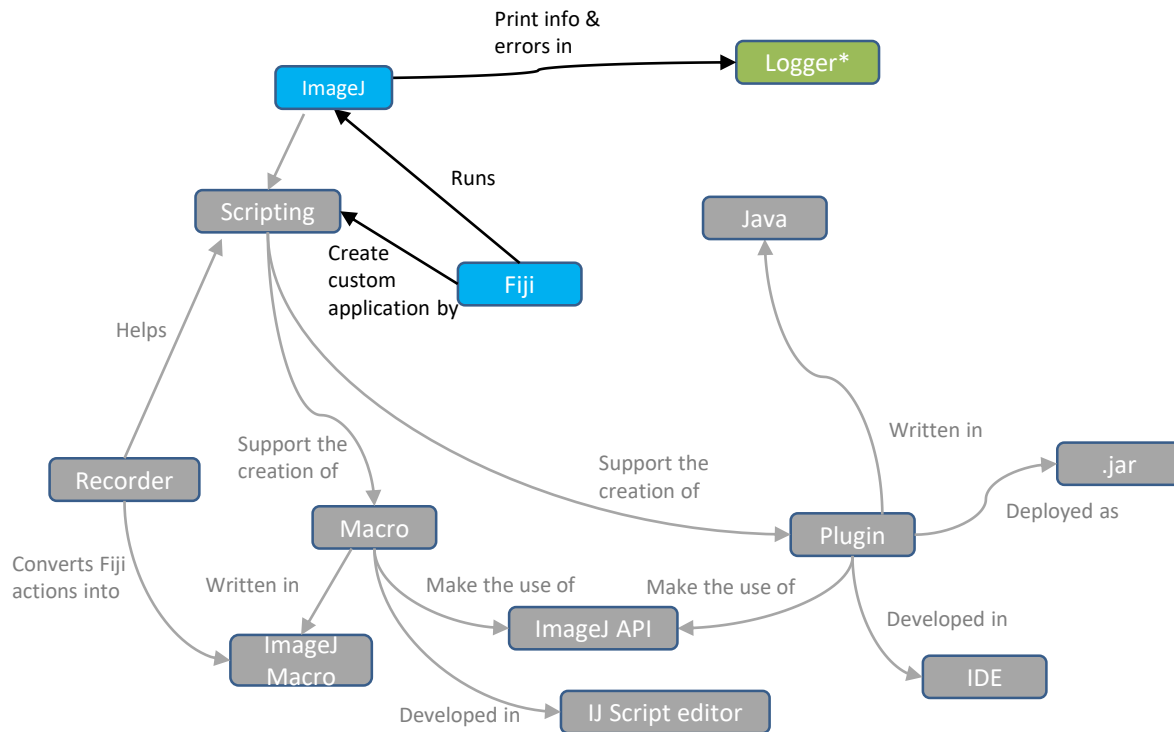 Print info &
errors in
Logger*
ImageJ
Runs
Scripting
Java
Create
custom
application by
Fiji
Helps
Support the
creation of
Written in
Support the
creation of
Recorder
.jar
Deployed as
Macro
Plugin
Converts Fiji
actions into
Written in
Make the use of
Make the use of
ImageJ API
Developed in
ImageJ
Macro
IDE
Developed in
IJ Script editor